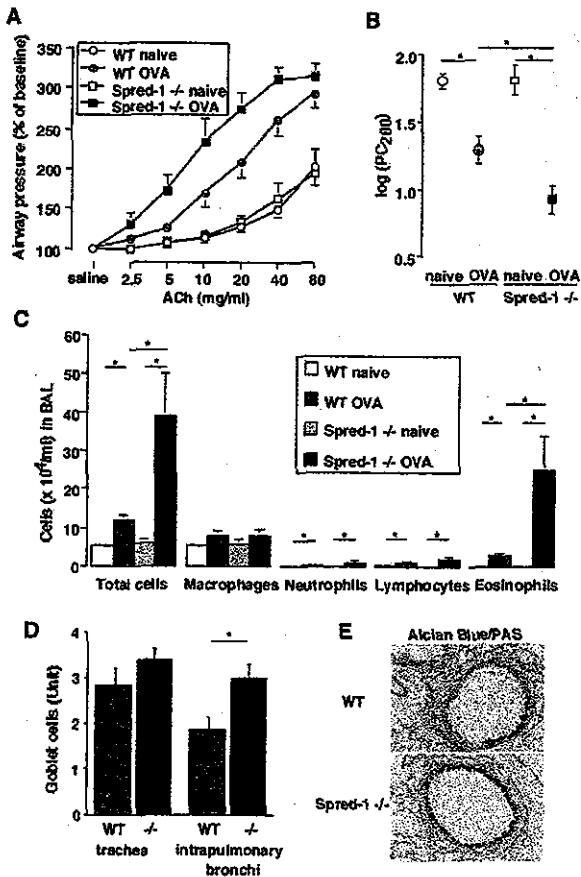 A
WT naive
WT OVA
Spred-1 -/- naive
Spred-1 -/- OVA
Airway pressure (% of baseline)
350
300
250
200
150
100
saline 2.5 5 10 20 40 80
ACh (mg/ml)
B
log (PC200)
2.0
1.5
1.0
0.5
* * *
naive OVA naive OVA
WT Spred-1 -/-
C
Cells (x 10⁴/ml) in BAL
60
50
40
30
20
10
0
WT naive
WT OVA
Spred-1 -/- naive
Spred-1 -/- OVA
* * *
* * * *
* * *
Total cells Macrophages Neutrophils Lymphocytes Eosinophils
D
Goblet cells (Unit)
4
3
2
1
0
*
WT -/- WT -/-
trachea intrapulmonary
bronchi
E
Alcian Blue/PAS
WT
Spred-1 -/-